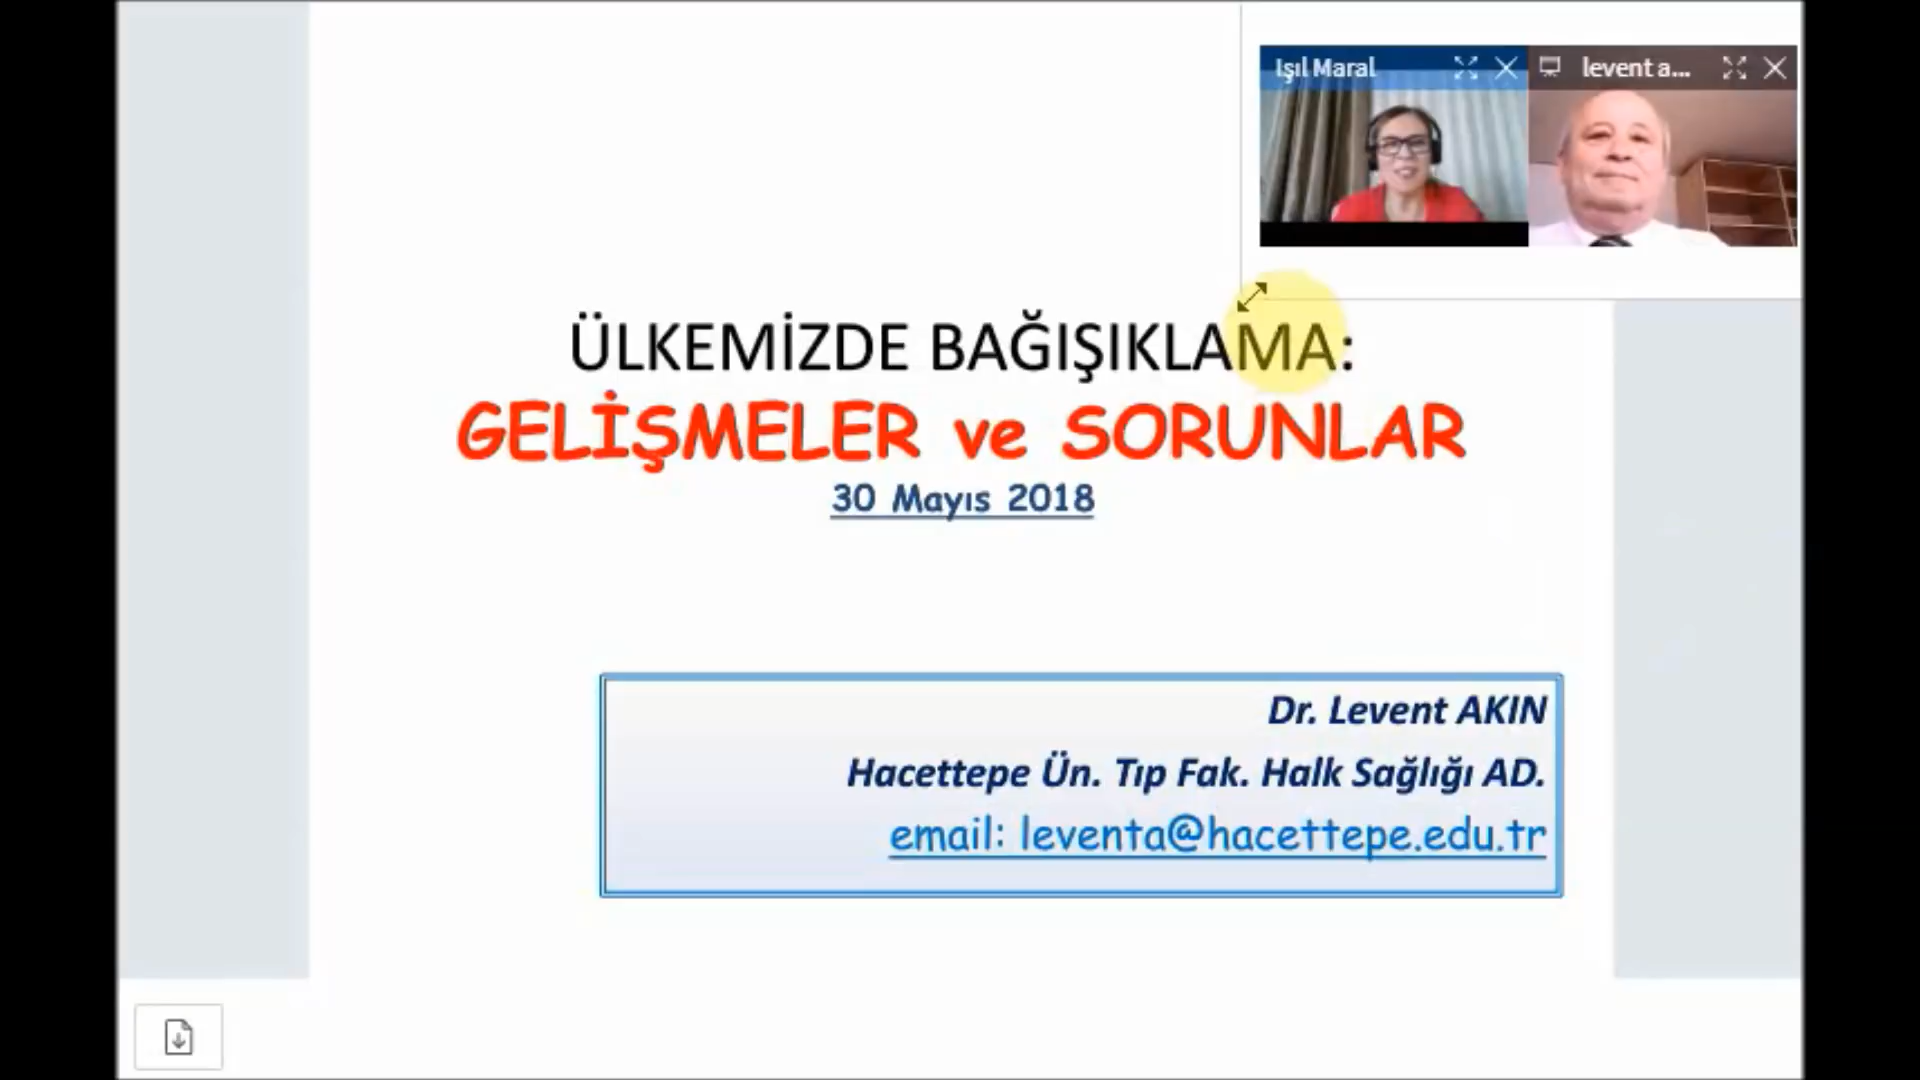 Işıl Maral
levent a...
ÜLKEMİZDE BAĞIŞIKLAMA:
GELİŞMELER ve SORUNLAR
30 Mayıs 2018
Dr. Levent AKIN
Hacettepe Ün. Tıp Fak. Halk Sağlığı AD.
email: leventa@hacettepe.edu.tr